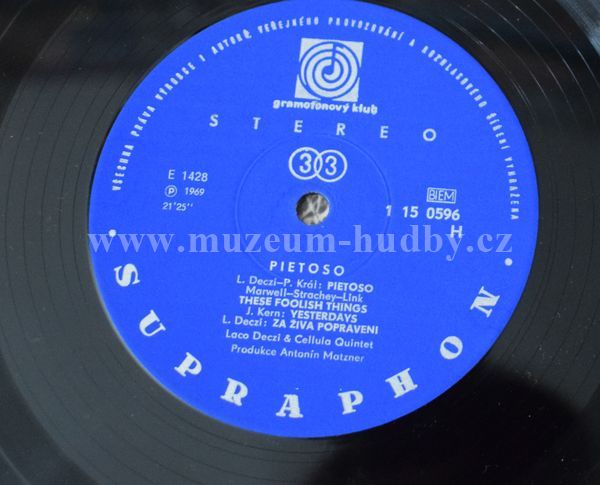 VŠECHNA PRÁVA VÝROBCE I AUTORŮ VEŘEJNÉHO PROVOZOVÁNÍ A ROZHLASOVÉHO ŠÍŘENÍ VYHRAŽENA
gramofonový klub
STEREO
33
E 1428
℗ 1969
21'25''
BIEM
1 15 0596
H
www.muzeum-hudby.cz
PIETOSO
L. Deczi–P. Král: PIETOSO
Marwell–Strachey–Link
THESE FOOLISH THINGS
J. Kern: YESTERDAYS
L. Deczi: ZA ŽIVA POPRAVENI
Laco Deczi & Cellula Quintet
Produkce Antonín Matzner
SUPRAPHON